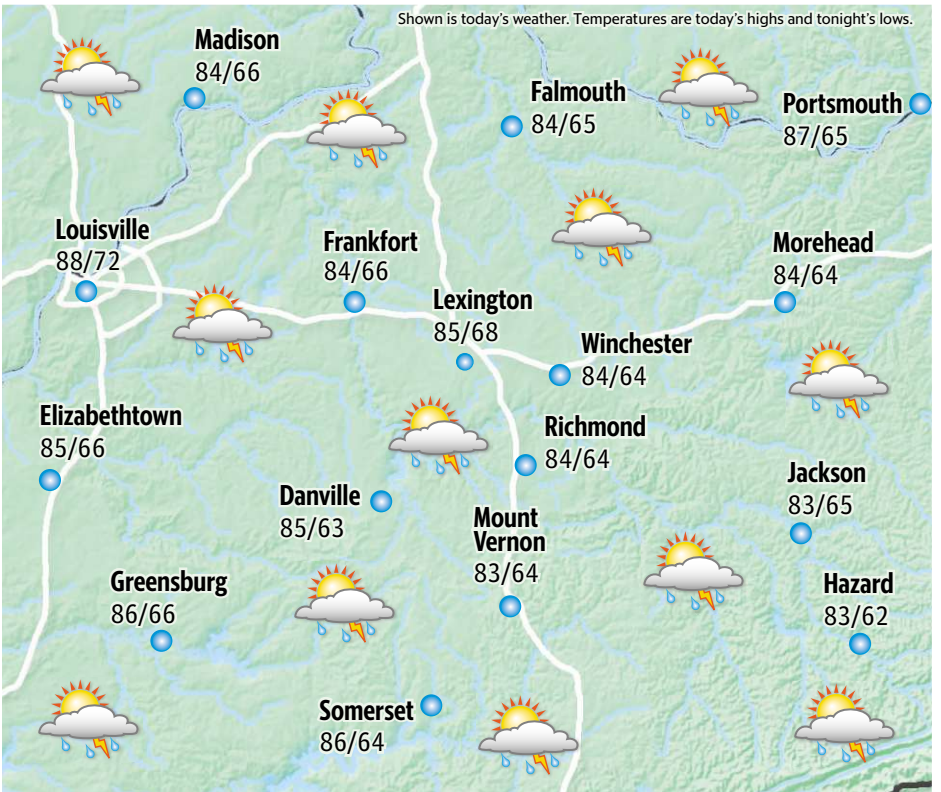 Shown is today's weather. Temperatures are today's highs and tonight's lows.
Madison
84/66
Falmouth
84/65
Portsmouth
87/65
Louisville
88/72
Frankfort
84/66
Morehead
84/64
Lexington
85/68
Winchester
84/64
Elizabethtown
85/66
Richmond
84/64
Danville
85/63
Jackson
83/65
Mount
Vernon
83/64
Greensburg
86/66
Hazard
83/62
Somerset
86/64